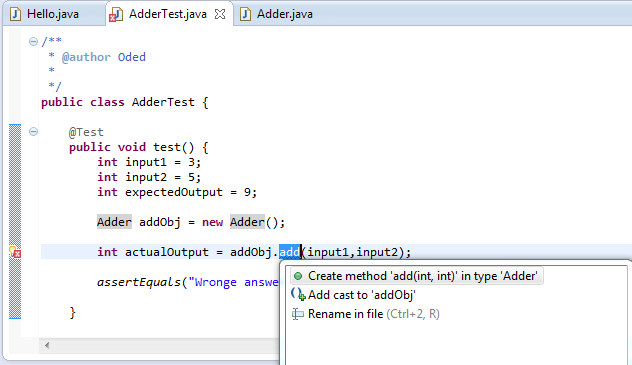 Hello.java AdderTest.java Adder.java
/**
* @author Oded
*
*/
public class AdderTest {
@Test
public void test() {
int input1 = 3;
int input2 = 5;
int expectedOutput = 9;
Adder addObj = new Adder();
int actualOutput = addObj.add(input1,input2);
assertEquals("Wronge answe
}
Create method 'add(int, int)' in type 'Adder'
Add cast to 'addObj'
Rename in file (Ctrl+2, R)